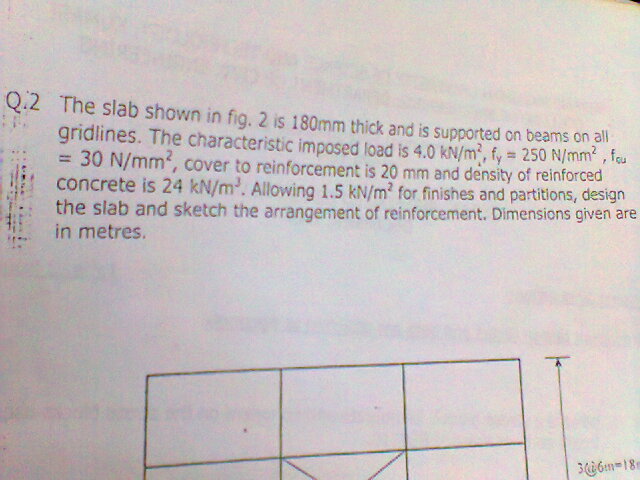 Q.2 The slab shown in fig. 2 is 180mm thick and is supported on beams on all
gridlines. The characteristic imposed load is 4.0 kN/m², fy = 250 N/mm² , fcu
= 30 N/mm², cover to reinforcement is 20 mm and density of reinforced
concrete is 24 kN/m³. Allowing 1.5 kN/m² for finishes and partitions, design
the slab and sketch the arrangement of reinforcement. Dimensions given are
in metres.
3@6m=18m